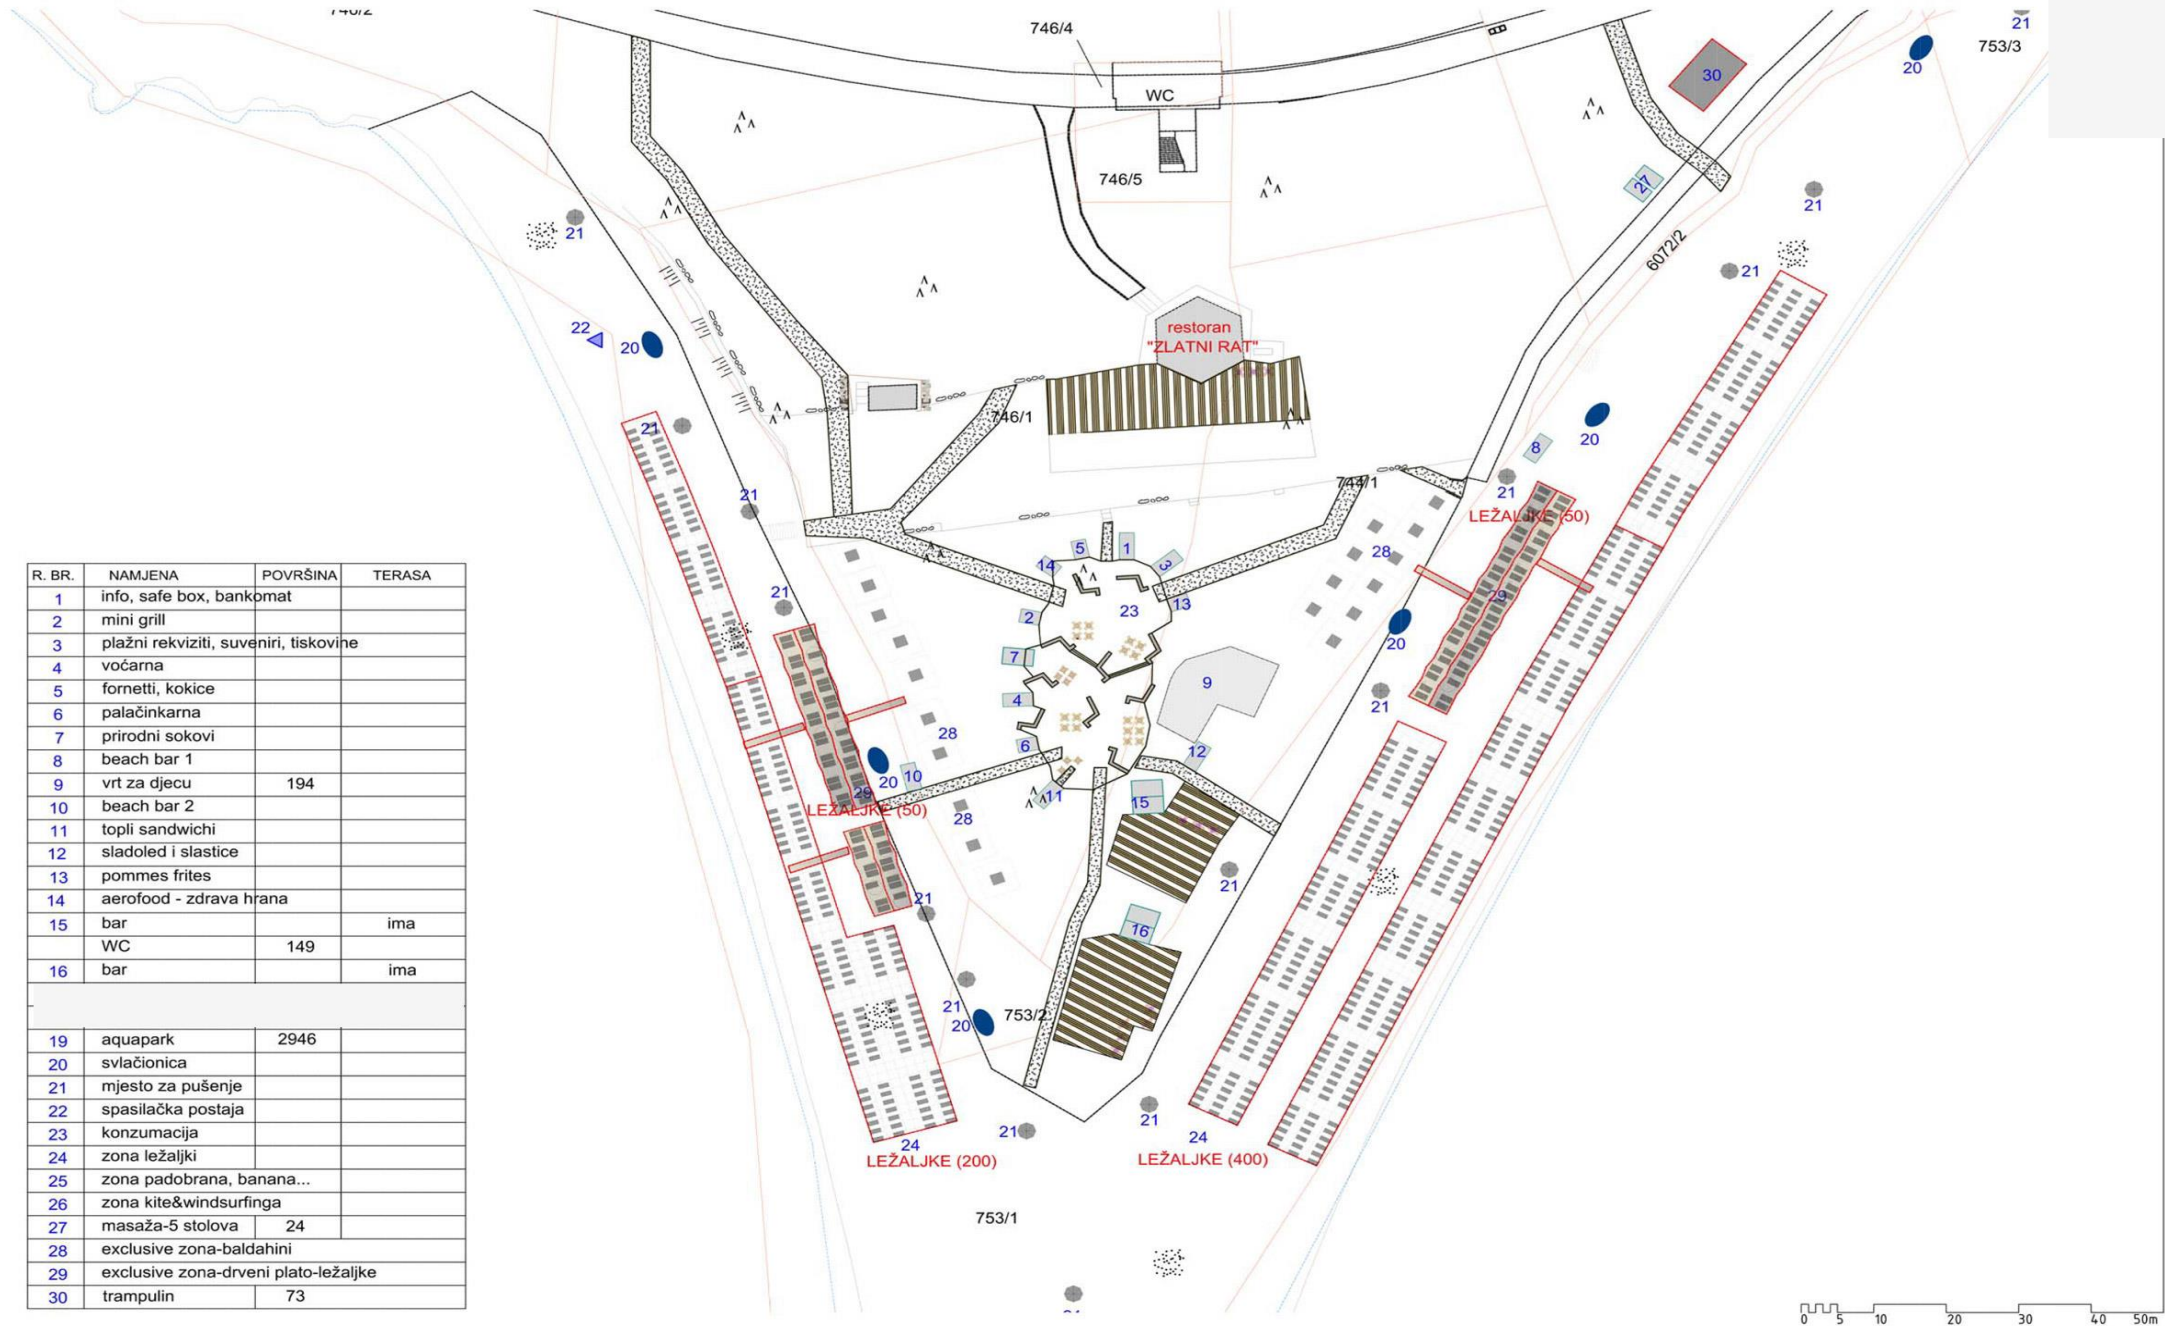 746/4
21
753/3
20
30
WC
746/5
27
21
21
6072/2
21
22
20
restoran
"ZLATNI RAT"
746/1
21
20
8
744/1
21
21
LEŽALJKE (50)
28
5
1
14
3
29
21
2
23
13
20
7
9
4
21
28
6
12
20
10
29
11
15
LEŽALJKE (50)
28
21
21
16
21
20
753/2
21
21
24
24
LEŽALJKE (200)
LEŽALJKE (400)
753/1
R. BR. NAMJENA POVRŠINA TERASA
1 info, safe box, bankomat
2 mini grill
3 plažni rekviziti, suveniri, tiskovine
4 voćarna
5 fornetti, kokice
6 palačinkarna
7 prirodni sokovi
8 beach bar 1
9 vrt za djecu 194
10 beach bar 2
11 topli sandwichi
12 sladoled i slastice
13 pommes frites
14 aerofood - zdrava hrana
15 bar ima
WC 149
16 bar ima
19 aquapark 2946
20 svlačionica
21 mjesto za pušenje
22 spasilačka postaja
23 konzumacija
24 zona ležaljki
25 zona padobrana, banana...
26 zona kite&windsurfinga
27 masaža-5 stolova 24
28 exclusive zona-baldahini
29 exclusive zona-drveni plato-ležaljke
30 trampulin 73
0 5 10 20 30 40 50m